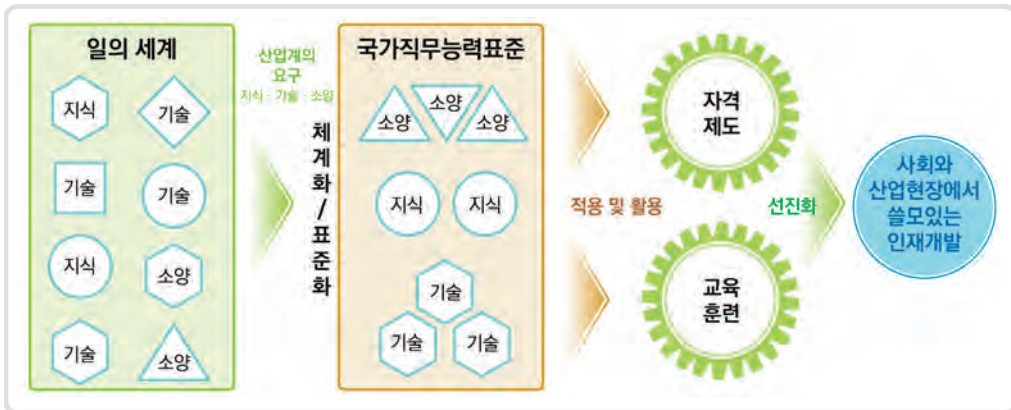 일의 세계
지식
기술
기술
기술
지식
소양
기술
소양
산업계의
요구
지식 · 기술 · 소양
체계화/표준화
국가직무능력표준
소양
소양
소양
지식
지식
기술
기술
기술
적용 및 활용
자격
제도
교육
훈련
선진화
사회와
산업현장에서
쓸모있는
인재개발